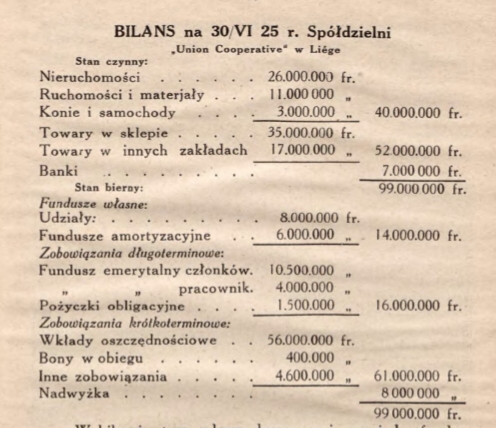 BILANS na 30/VI 25 r. Spółdzielni
„Union Cooperative“ w Liége
Stan czynny:
Nieruchomości . . . . . . 26.000.000 fr.
Ruchomości i materjały . . . 11.000 000 „
Konie i samochody . . . . 3.000.000 „ 40.000.000 fr.
Towary w sklepie . . . . . 35.000.000 fr.
Towary w innych zakładach 17.000 000 „ 52.000.000 fr.
Banki . . . . . . . . . 7.000 000 fr.
Stan bierny: 99.000 000 fr.
Fundusze własne:
Udziały: . . . . . . . . . 8.000.000 fr.
Fundusze amortyzacyjne . . 6.000.000 „ 14.000.000 fr.
Zobowiązania długoterminowe:
Fundusz emerytalny członków. 10.500.000 „
„ „ pracownik. 4.000.000 „
Pożyczki obligacyjne . . . . 1.500.000 „ 16.000.000 fr.
Zobowiązania krótkoterminowe:
Wkłady oszczędnościowe . . 56.000.000 fr.
Bony w obiegu . . . . . . 400.000 „
Inne zobowiązania . . . . . 4.600.000 „ 61.000.000 fr.
Nadwyżka . . . . . . . . 8 000 000 „
99 000.000 fr.